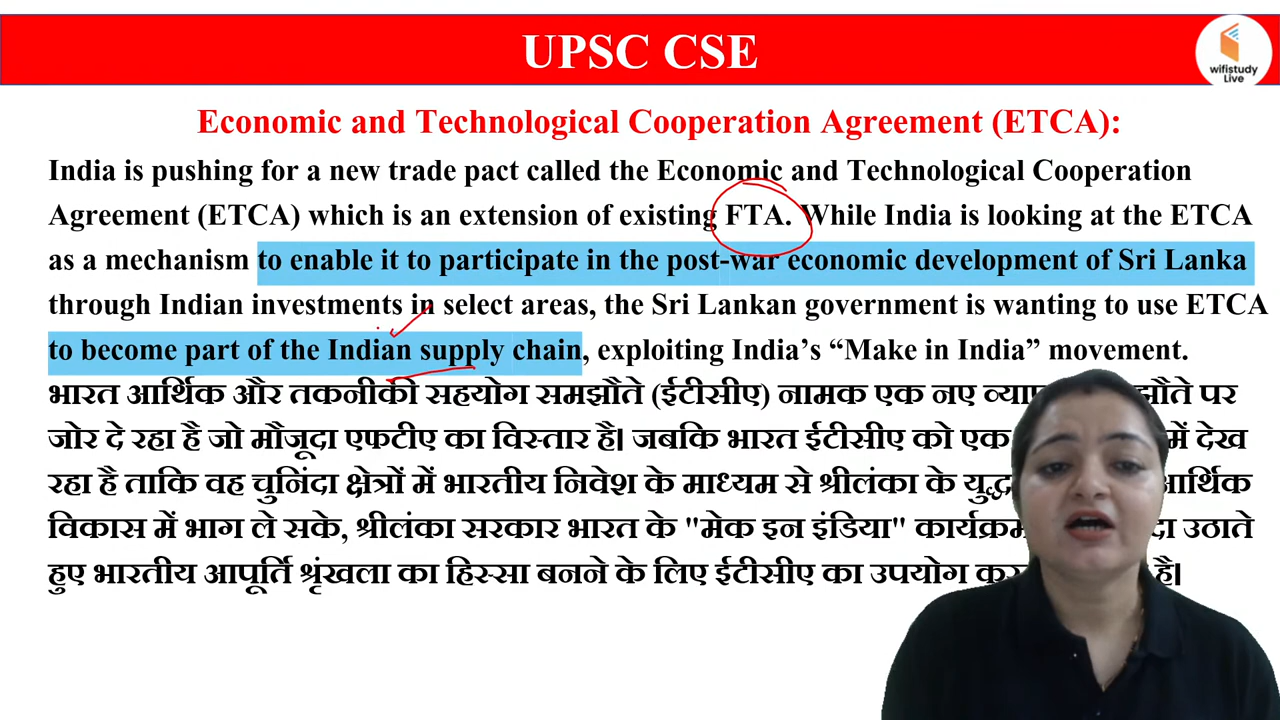 UPSC CSE
wifistudy
Live
Economic and Technological Cooperation Agreement (ETCA):
India is pushing for a new trade pact called the Economic and Technological Cooperation
Agreement (ETCA) which is an extension of existing FTA. While India is looking at the ETCA
as a mechanism to enable it to participate in the post-war economic development of Sri Lanka
through Indian investments in select areas, the Sri Lankan government is wanting to use ETCA
to become part of the Indian supply chain, exploiting India’s “Make in India” movement.
भारत आर्थिक और तकनीकी सहयोग समझौते (ईटीसीए) नामक एक नए पर
जोर दे रहा है जो मौजूदा एफटीए का विस्तार है। जबकि भारत ईटीसीए को एक में देख
रहा है ताकि वह चुनिंदा क्षेत्रों में भारतीय निवेश के माध्यम से श्रीलंका के आर्थिक
विकास में भाग ले सके, श्रीलंका सरकार भारत के "मेक इन इंडिया" उठाते
हुए भारतीय आपूर्ति श्रृंखला का हिस्सा बनने के लिए ईटीसीए का उपयोग है।